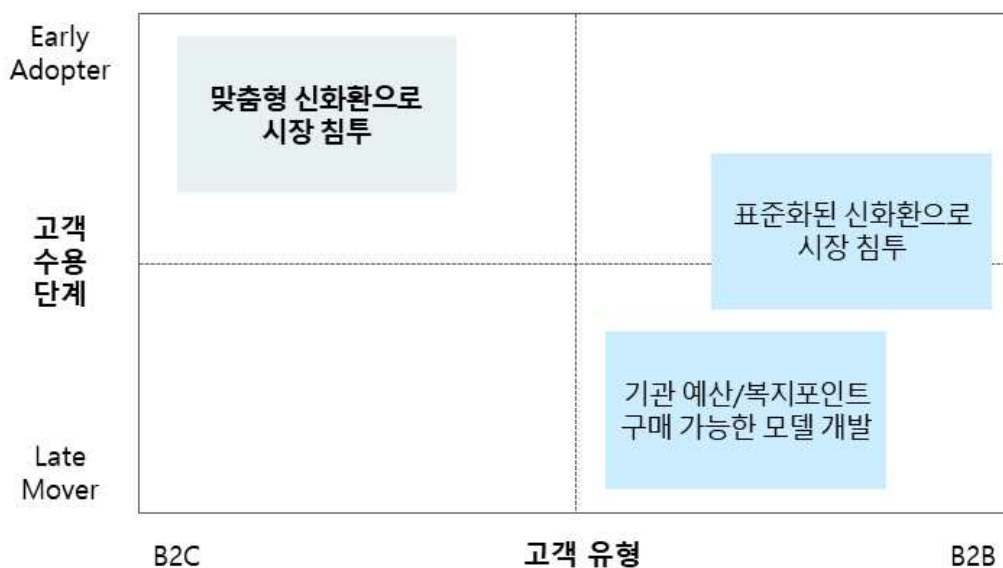 Early
Adopter
맞춤형 신화환으로
시장 침투
표준화된 신화환으로
시장 침투
고객
수용
단계
기관 예산/복지포인트
구매 가능한 모델 개발
Late
Mover
B2C
고객 유형
B2B